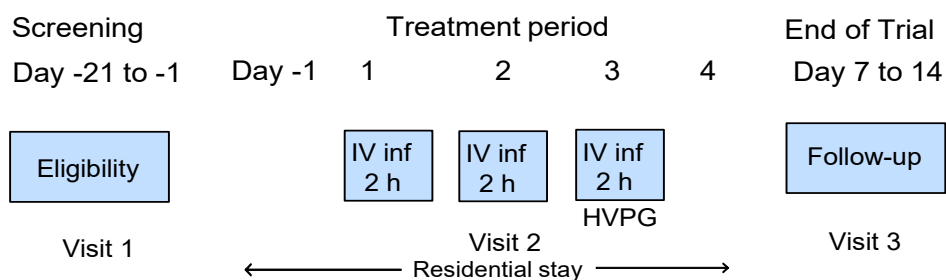 Screening Treatment period End of Trial
Day -21 to -1 Day -1 1 2 3 4 Day 7 to 14
Eligibility
IV inf
2 h
IV inf
2 h
IV inf
2 h
Follow-up
HVPG
Visit 1 Visit 2 Visit 3
Residential stay